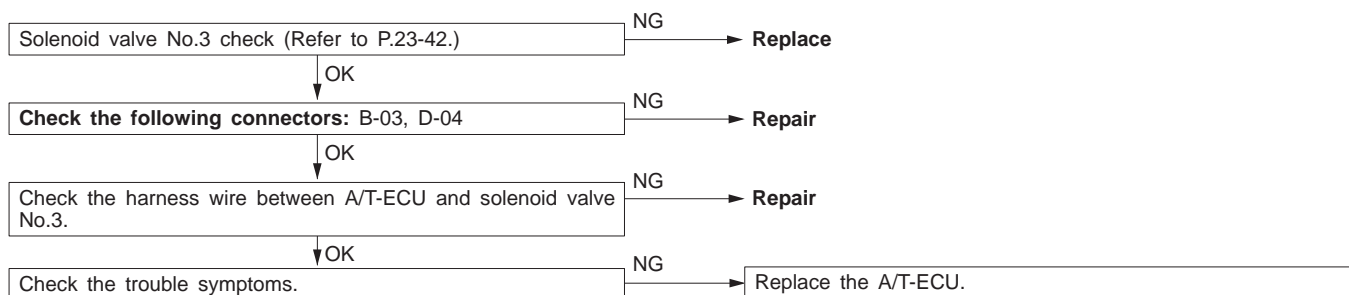 NG
Solenoid valve No.3 check (Refer to P.23-42.)
Replace
OK
NG
Check the following connectors: B-03, D-04
Repair
OK
NG
Check the harness wire between A/T-ECU and solenoid valve
No.3.
Repair
OK
NG
Check the trouble symptoms.
Replace the A/T-ECU.